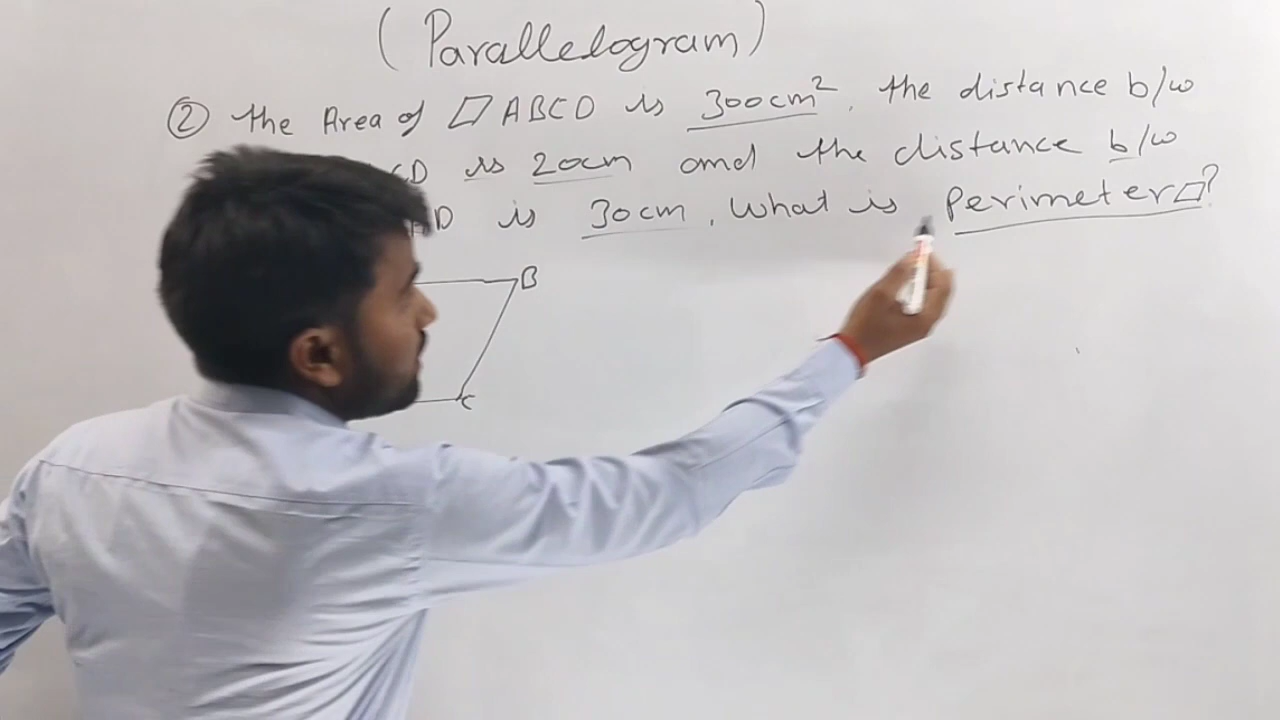 (Parallelogram)
② the Area of ▱ABCD is 300cm². the distance b/w
CD is 20cm and the distance b/w
D is 30cm, What is Perimeter▱?
B
C